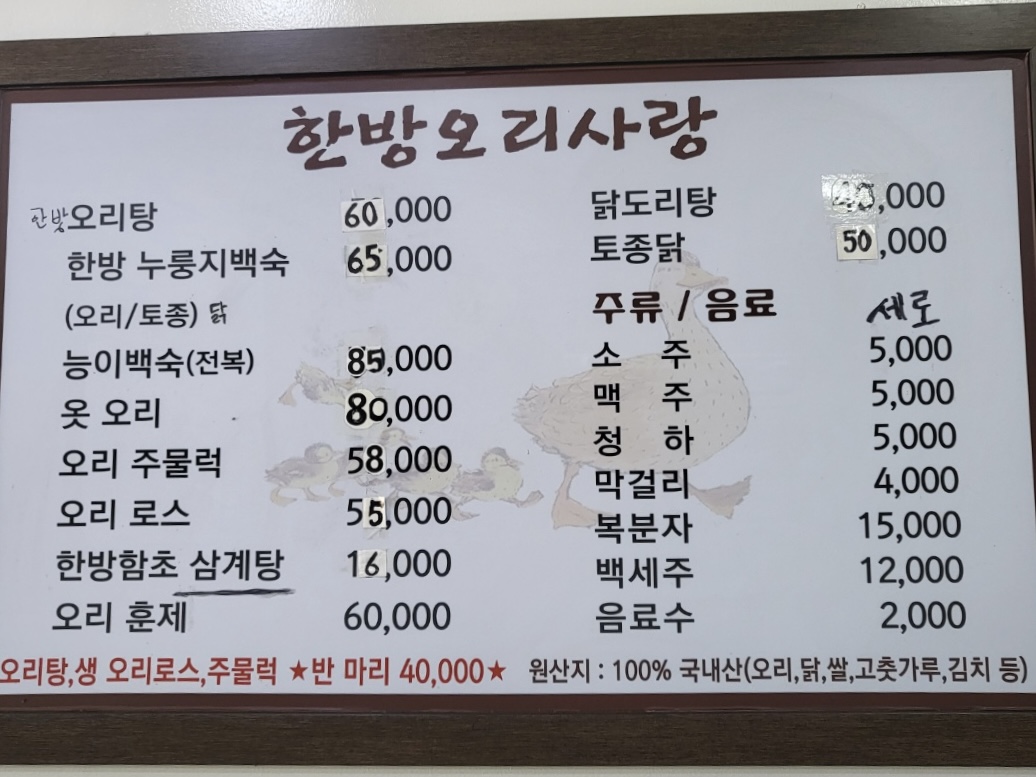 한방오리사랑
한방오리탕 60,000
한방 누룽지백숙 65,000
(오리/토종) 닭
능이백숙(전복) 85,000
옷 오리 80,000
오리 주물럭 58,000
오리 로스 55,000
한방함초 삼계탕 16,000
오리 훈제 60,000
닭도리탕 40,000
토종닭 50,000
주류 / 음료 세로
소 주 5,000
맥 주 5,000
청 하 5,000
막걸리 4,000
복분자 15,000
백세주 12,000
음료수 2,000
오리탕,생 오리로스,주물럭 ★반 마리 40,000★
원산지 : 100% 국내산(오리,닭,쌀,고춧가루,김치 등)